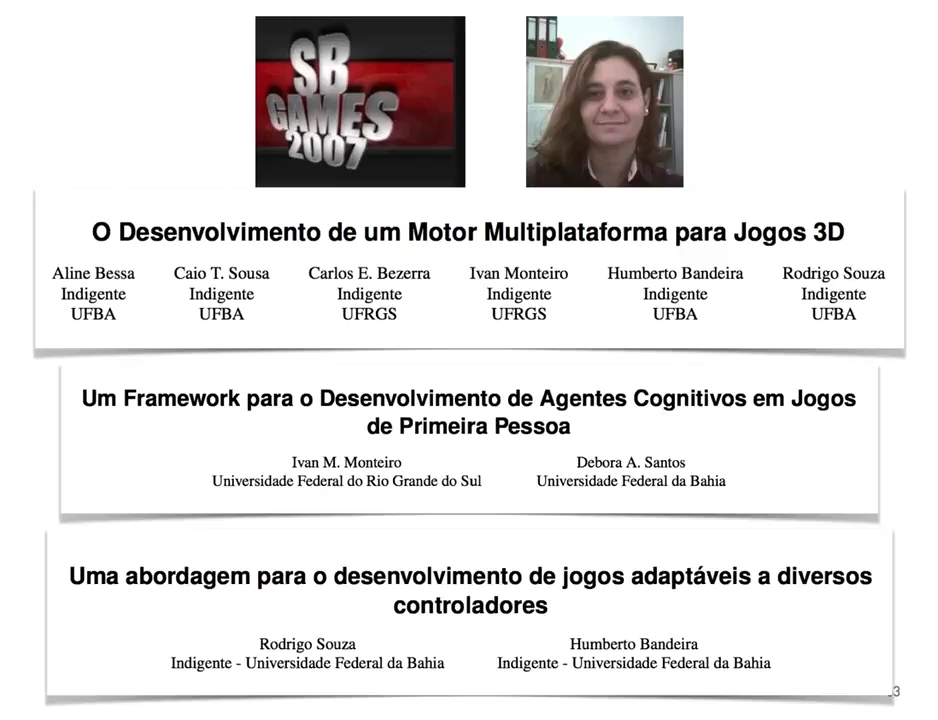 SB
GAMES
2007
O Desenvolvimento de um Motor Multiplataforma para Jogos 3D
Aline Bessa Caio T. Sousa Carlos E. Bezerra Ivan Monteiro Humberto Bandeira Rodrigo Souza
Indigente Indigente Indigente Indigente Indigente Indigente
UFBA UFBA UFRGS UFRGS UFBA UFBA
Um Framework para o Desenvolvimento de Agentes Cognitivos em Jogos
de Primeira Pessoa
Ivan M. Monteiro Debora A. Santos
Universidade Federal do Rio Grande do Sul Universidade Federal da Bahia
Uma abordagem para o desenvolvimento de jogos adaptáveis a diversos
controladores
Rodrigo Souza Humberto Bandeira
Indigente - Universidade Federal da Bahia Indigente - Universidade Federal da Bahia